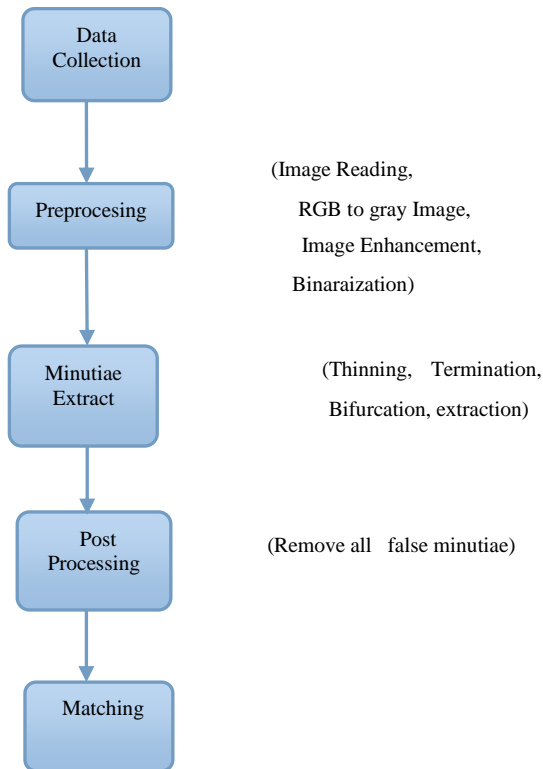 Data
Collection
(Image Reading,
Preprocesing
RGB to gray Image,
Image Enhancement,
Binaraization)
Minutiae
Extract
(Thinning, Termination,
Bifurcation, extraction)
Post
Processing
(Remove all false minutiae)
Matching